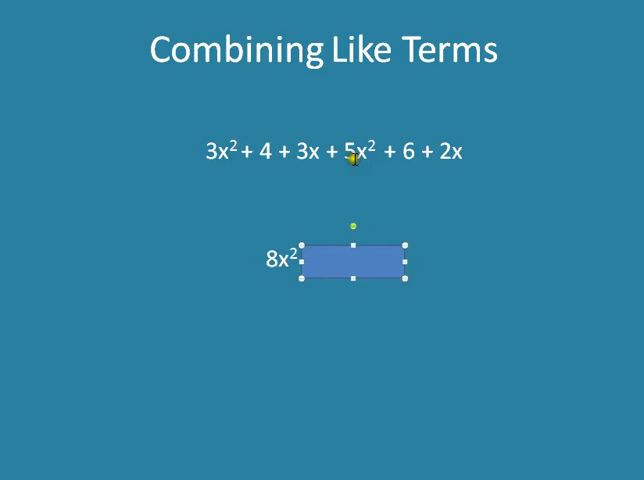 Combining Like Terms
3x² + 4 + 3x + 5x² + 6 + 2x
8x²